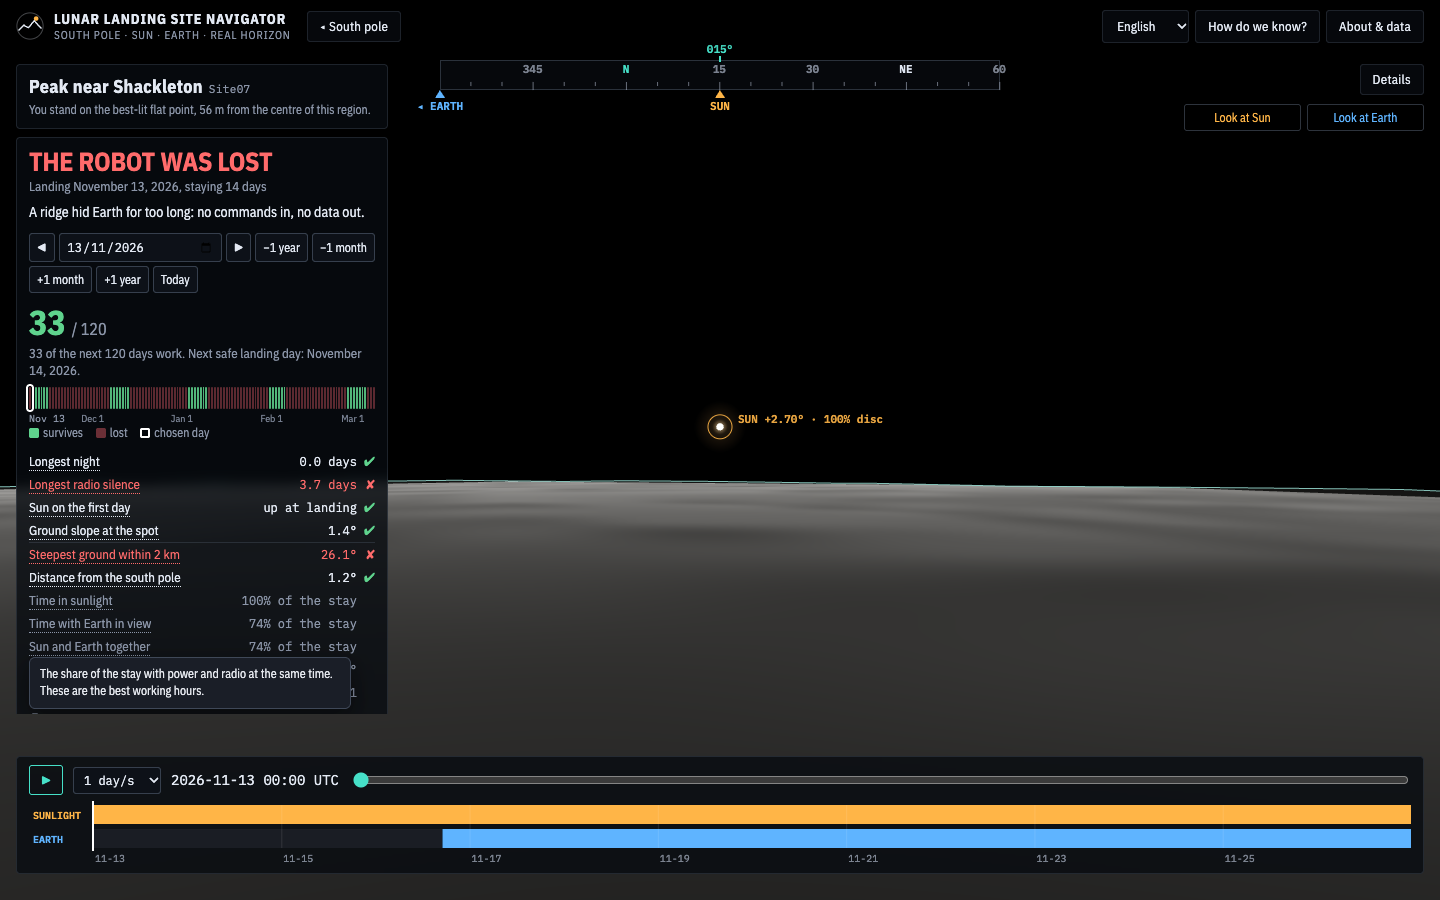 LUNAR LANDING SITE NAVIGATOR
SOUTH POLE · SUN · EARTH · REAL HORIZON
◂ South pole
English
How do we know?
About & data
015°
345 N 15 30 NE 60
◂ EARTH
SUN
Details
Look at Sun
Look at Earth
Peak near Shackleton Site07
You stand on the best-lit flat point, 56 m from the centre of this region.
THE ROBOT WAS LOST
Landing November 13, 2026, staying 14 days
A ridge hid Earth for too long: no commands in, no data out.
◀ 13/11/2026 ▶ −1 year −1 month
+1 month +1 year Today
33 / 120
33 of the next 120 days work. Next safe landing day: November
14, 2026.
Nov 13 Dec 1 Jan 1 Feb 1 Mar 1
survives lost chosen day
Longest night 0.0 days ✔
Longest radio silence 3.7 days ✘
Sun on the first day up at landing ✔
Ground slope at the spot 1.4° ✔
Steepest ground within 2 km 26.1° ✘
Distance from the south pole 1.2° ✔
Time in sunlight 100% of the stay
Time with Earth in view 74% of the stay
Sun and Earth together 74% of the stay
The share of the stay with power and radio at the same time.
These are the best working hours.
SUN +2.70° · 100% disc
▶ 1 day/s 2026-11-13 00:00 UTC
SUNLIGHT
EARTH
11-13 11-15 11-17 11-19 11-21 11-23 11-25